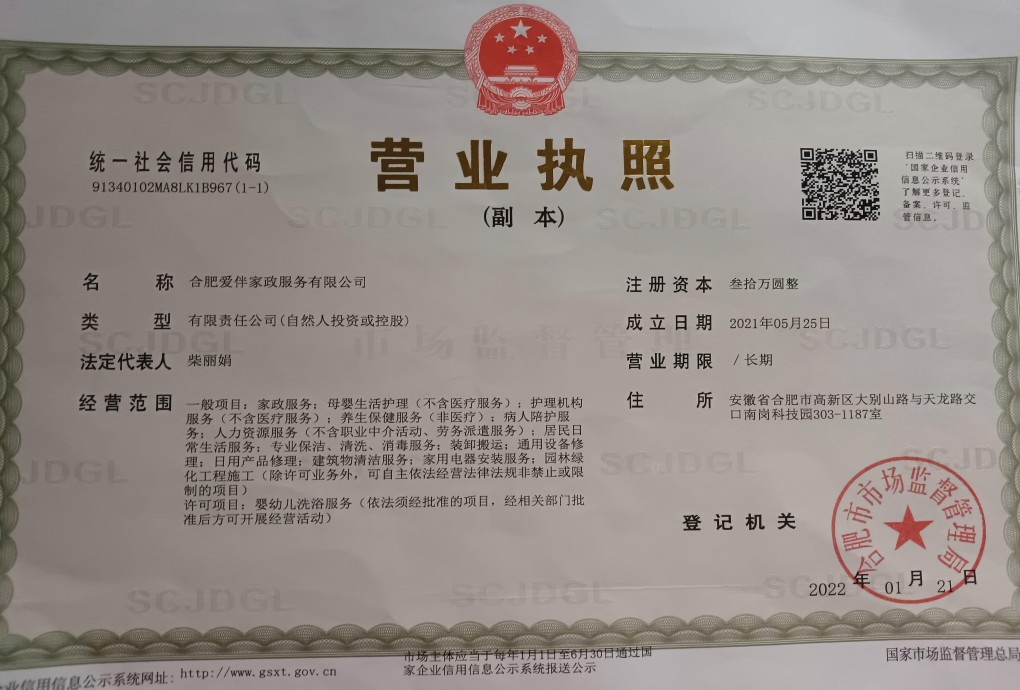 营业执照
(副 本)
统一社会信用代码
91340102MA8LK1B967(1-1)
扫描二维码登录
‘国家企业信用
信息公示系统’
了解更多登记、
备案、许可、监
管信息。
名 称 合肥爱伴家政服务有限公司
类 型 有限责任公司(自然人投资或控股)
法定代表人 柴丽娟
经营范围 一般项目：家政服务；母婴生活护理（不含医疗服务）；护理机构
服务（不含医疗服务）；养生保健服务（非医疗）；病人陪护服
务；人力资源服务（不含职业中介活动、劳务派遣服务）；居民日
常生活服务；专业保洁、清洗、消毒服务；装卸搬运；通用设备修
理；日用产品修理；建筑物清洁服务；家用电器安装服务；园林绿
化工程施工（除许可业务外，可自主依法经营法律法规非禁止或限
制的项目）
许可项目：婴幼儿洗浴服务（依法须经批准的项目，经相关部门批
准后方可开展经营活动）
注册资本 叁拾万圆整
成立日期 2021年05月25日
营业期限 / 长期
住 所 安徽省合肥市高新区大别山路与天龙路交
口南岗科技园303-1187室
登记机关
合肥市市场监督管理局
2022 年 01 月 21 日
市场监督管理
SCJDGL
业信用信息公示系统网址: http://www.gsxt.gov.cn
市场主体应当于每年1月1日至6月30日通过国
家企业信用信息公示系统报送公示
国家市场监督管理总局